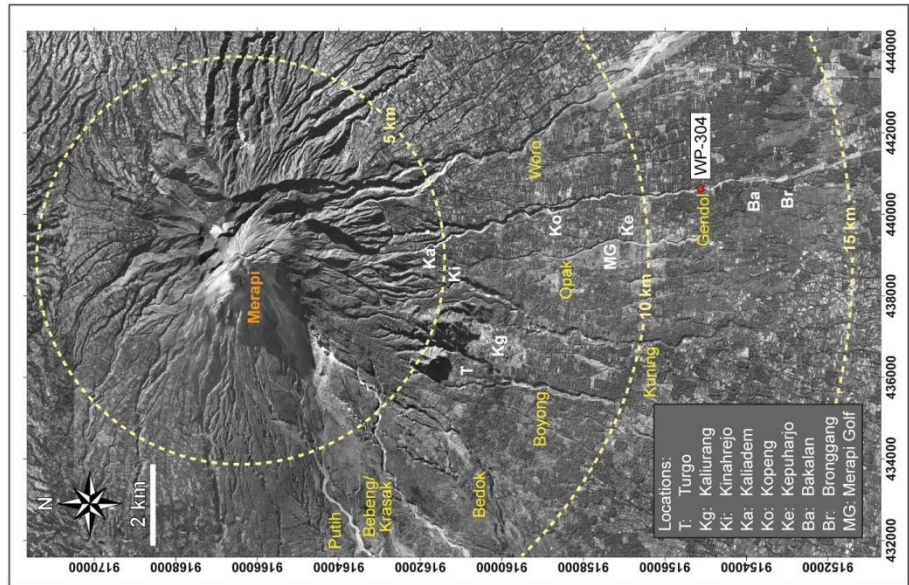 N
2 km
Merapi
5 km
Putih
Bebeng/
Krasak
Bedok
Boyong
Kuning
Opak
Gendol
Woro
T
Kg
Ki
Ka
Ko
MG
Ke
Ba
Br
WP-304
10 km
15 km
Locations:
T: Turgo
Kg: Kaliurang
Ki: Kinahrejo
Ka: Kaliadem
Ko: Kopeng
Ke: Kepuharjo
Ba: Bakalan
Br: Bronggang
MG: Merapi Golf
9170000
9168000
9166000
9164000
9162000
9160000
9158000
9156000
9154000
9152000
432000
434000
436000
438000
440000
442000
444000